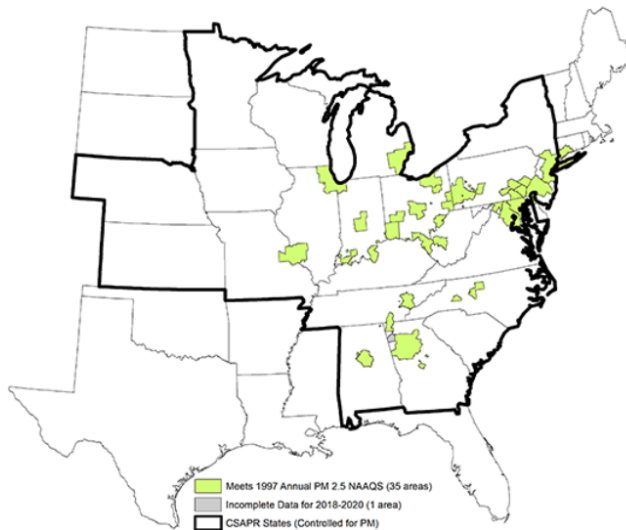 Meets 1997 Annual PM 2.5 NAAQS (35 areas)
Incomplete Data for 2018-2020 (1 area)
CSAPR States (Controlled for PM)